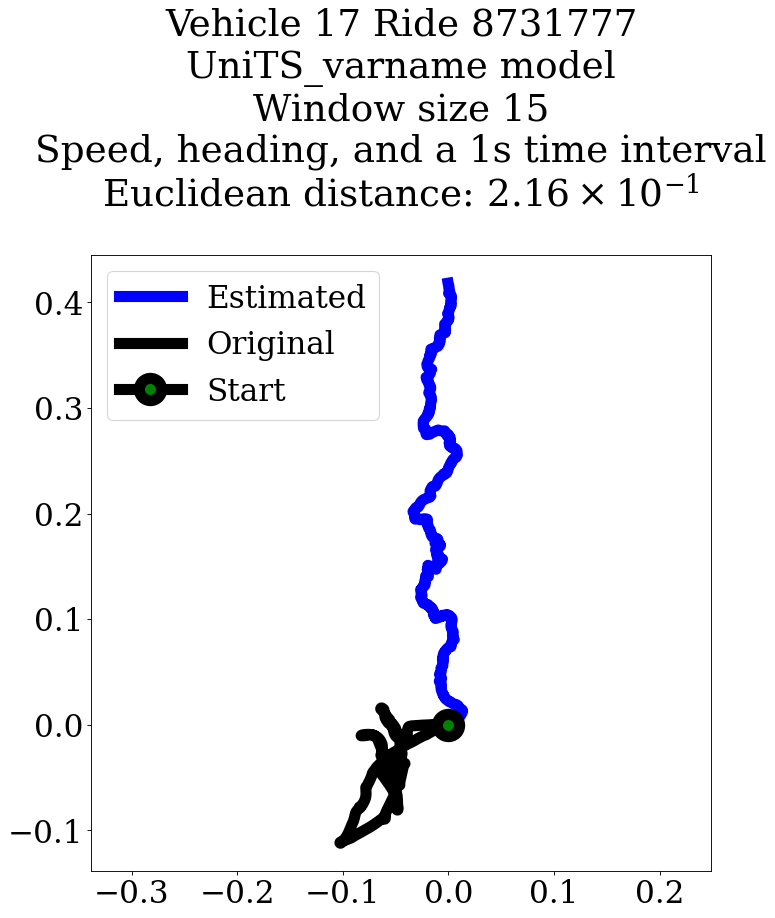 Vehicle 17 Ride 8731777
UniTS_varname model
Window size 15
Speed, heading, and a 1s time interval
Euclidean distance: 2.16 × 10⁻¹
Estimated
Original
Start
0.4
0.3
0.2
0.1
0.0
−0.1
−0.3 −0.2 −0.1 0.0 0.1 0.2